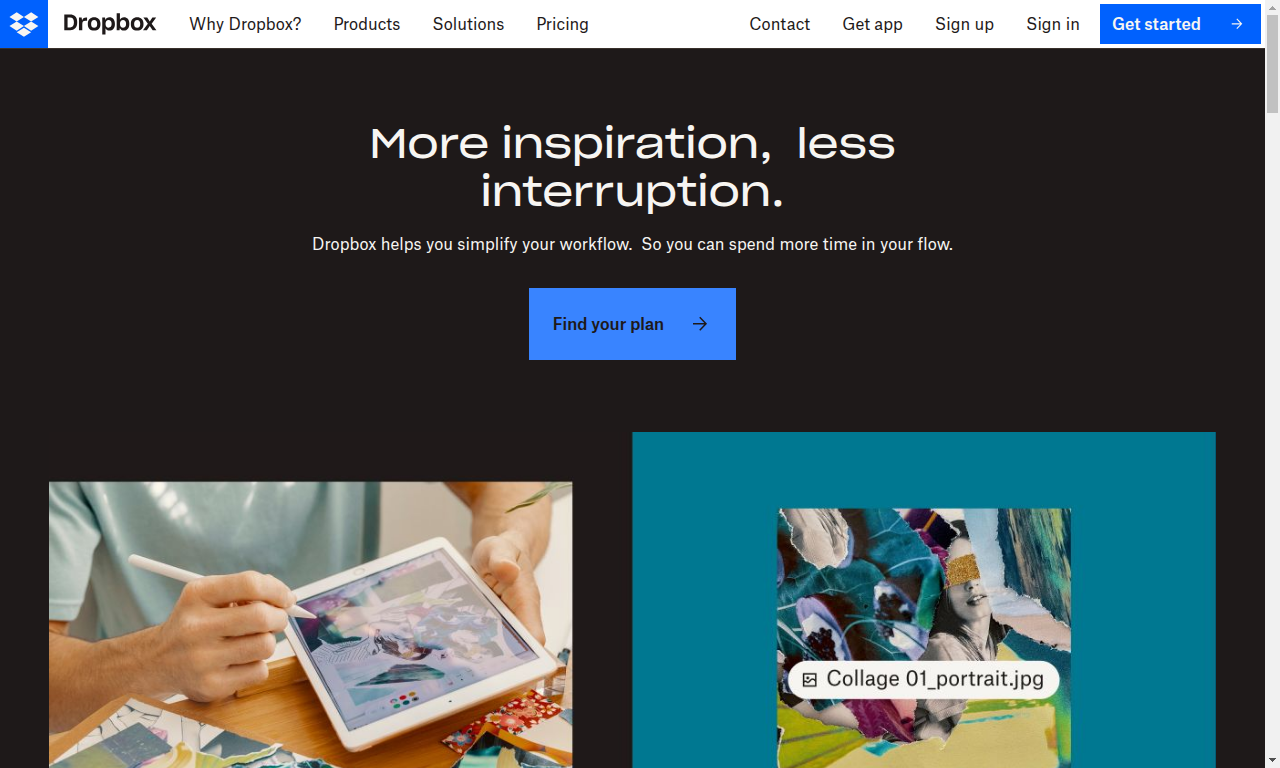 Dropbox
Why Dropbox?
Products
Solutions
Pricing
Contact
Get app
Sign up
Sign in
Get started
More inspiration, less
interruption.
Dropbox helps you simplify your workflow. So you can spend more time in your flow.
Find your plan
Collage 01_portrait.jpg